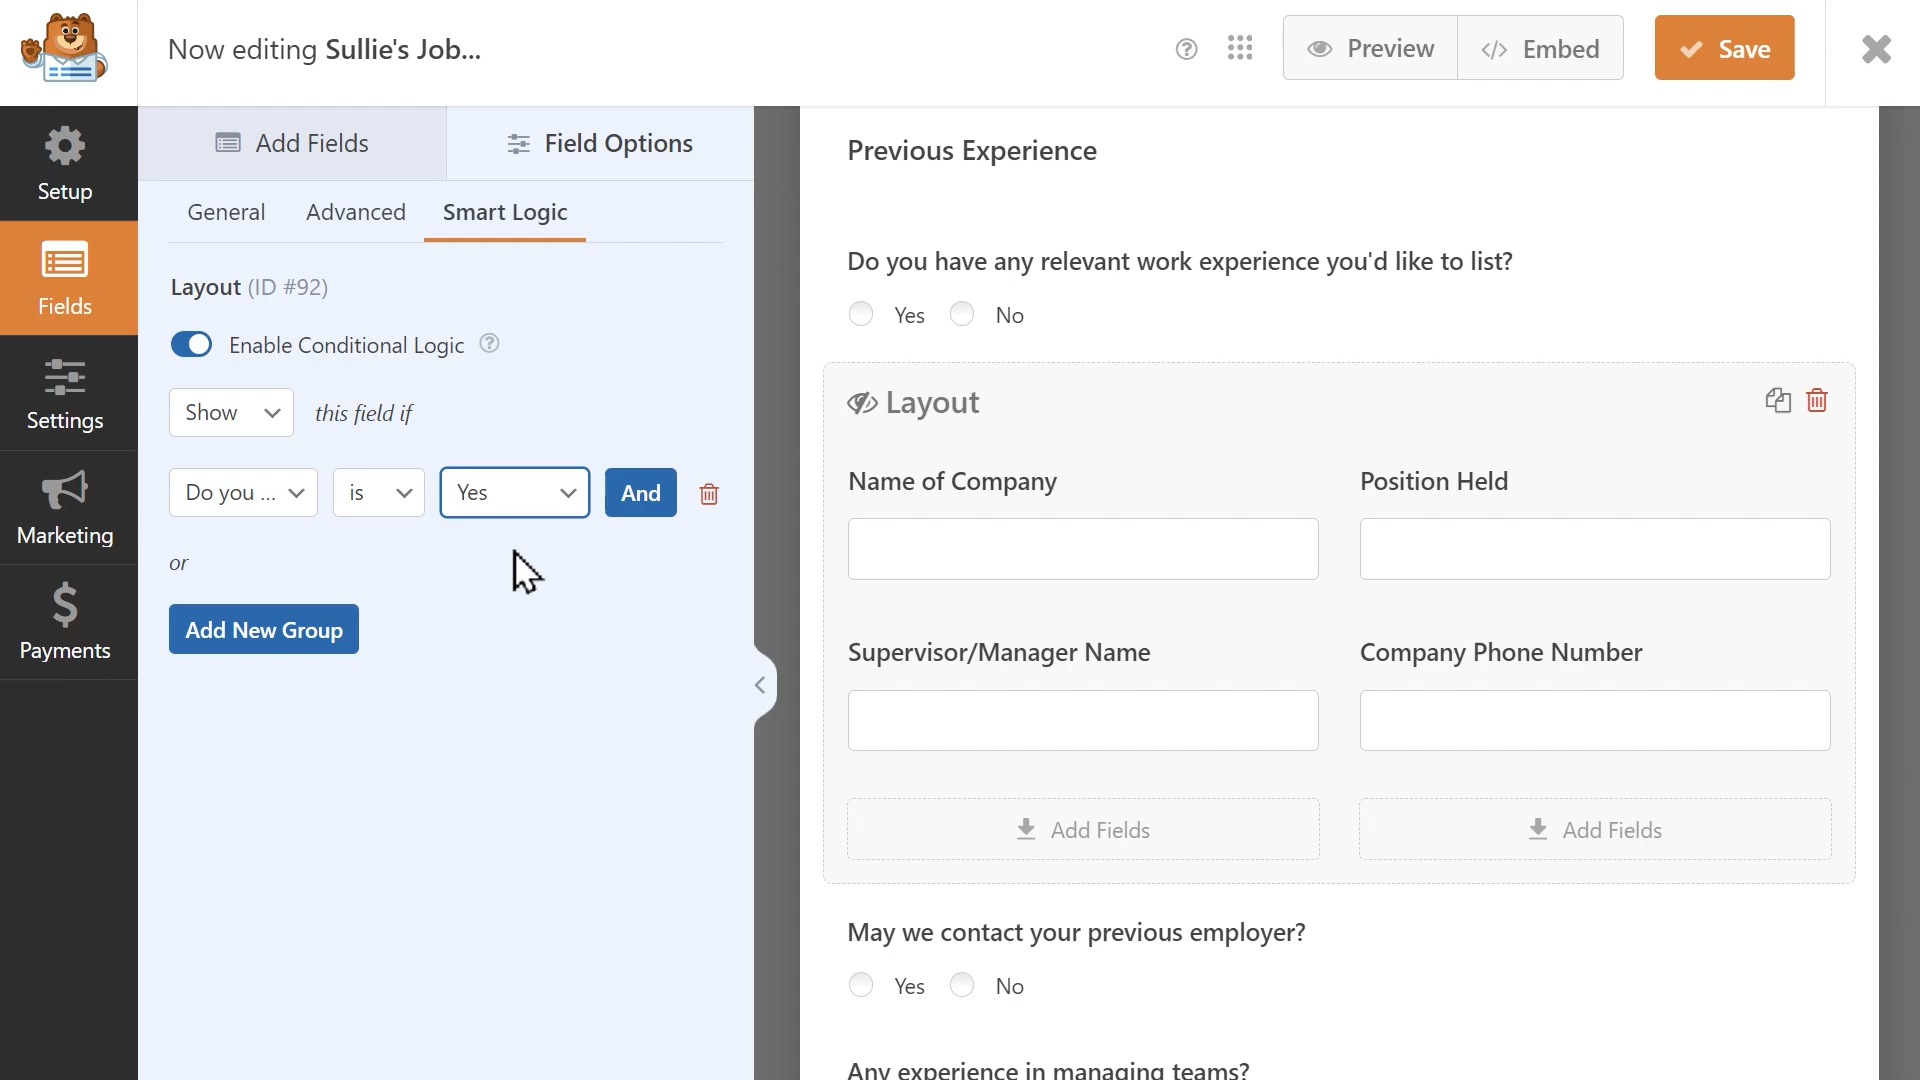 Now editing Sullie's Job...
Preview
Embed
Save
Setup
Fields
Settings
Marketing
Payments
Add Fields
Field Options
General
Advanced
Smart Logic
Layout (ID #92)
Enable Conditional Logic
Show
this field if
Do you ...
is
Yes
And
or
Add New Group
Previous Experience
Do you have any relevant work experience you'd like to list?
Yes
No
Layout
Name of Company
Position Held
Supervisor/Manager Name
Company Phone Number
Add Fields
Add Fields
May we contact your previous employer?
Yes
No
Any experience in managing teams?